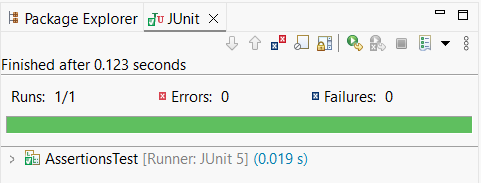 Package Explorer JUnit
Finished after 0.123 seconds
Runs: 1/1 Errors: 0 Failures: 0
AssertionsTest [Runner: JUnit 5] (0.019 s)